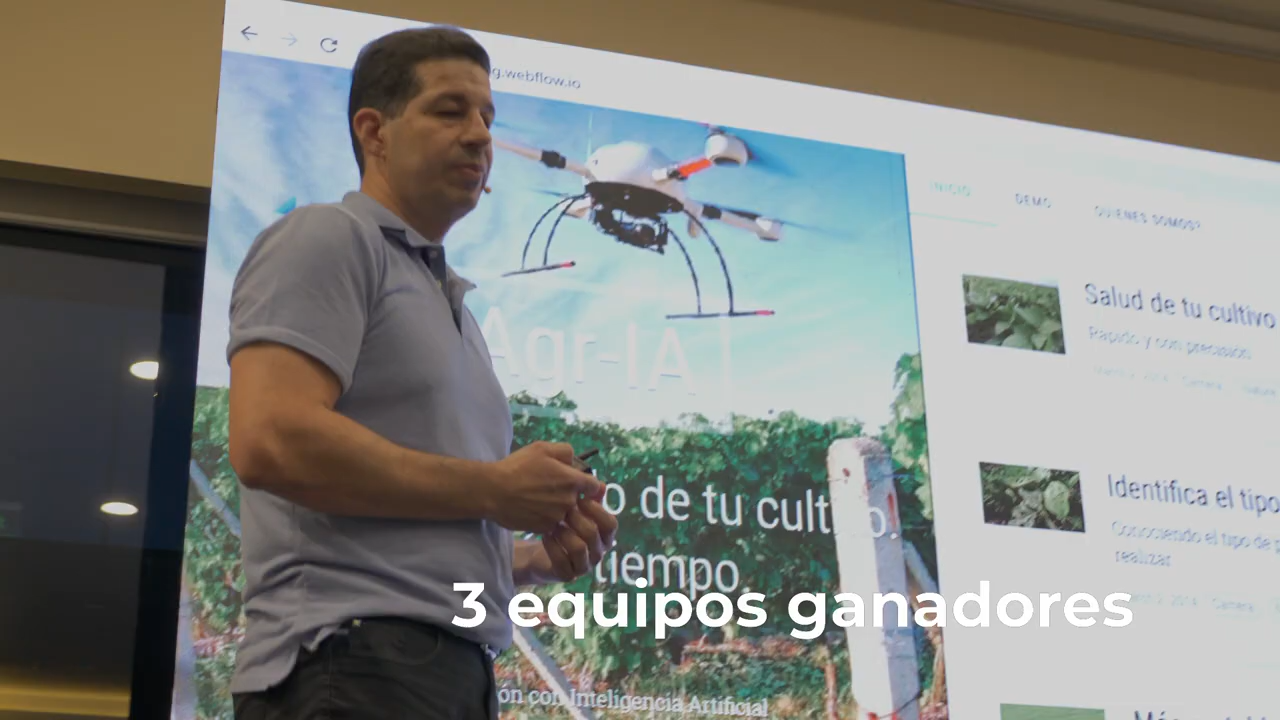 g.webflow.io
INICIO
DEMO
QUIENES SOMOS?
Agr-IA
Salud de tu cultivo
Rapido y con precisión
lo de tu cultivo.
tiempo
Identifica el tipo
Conociendo el tipo de p
realizar
3 equipos ganadores
ón con Inteligencia Artificial